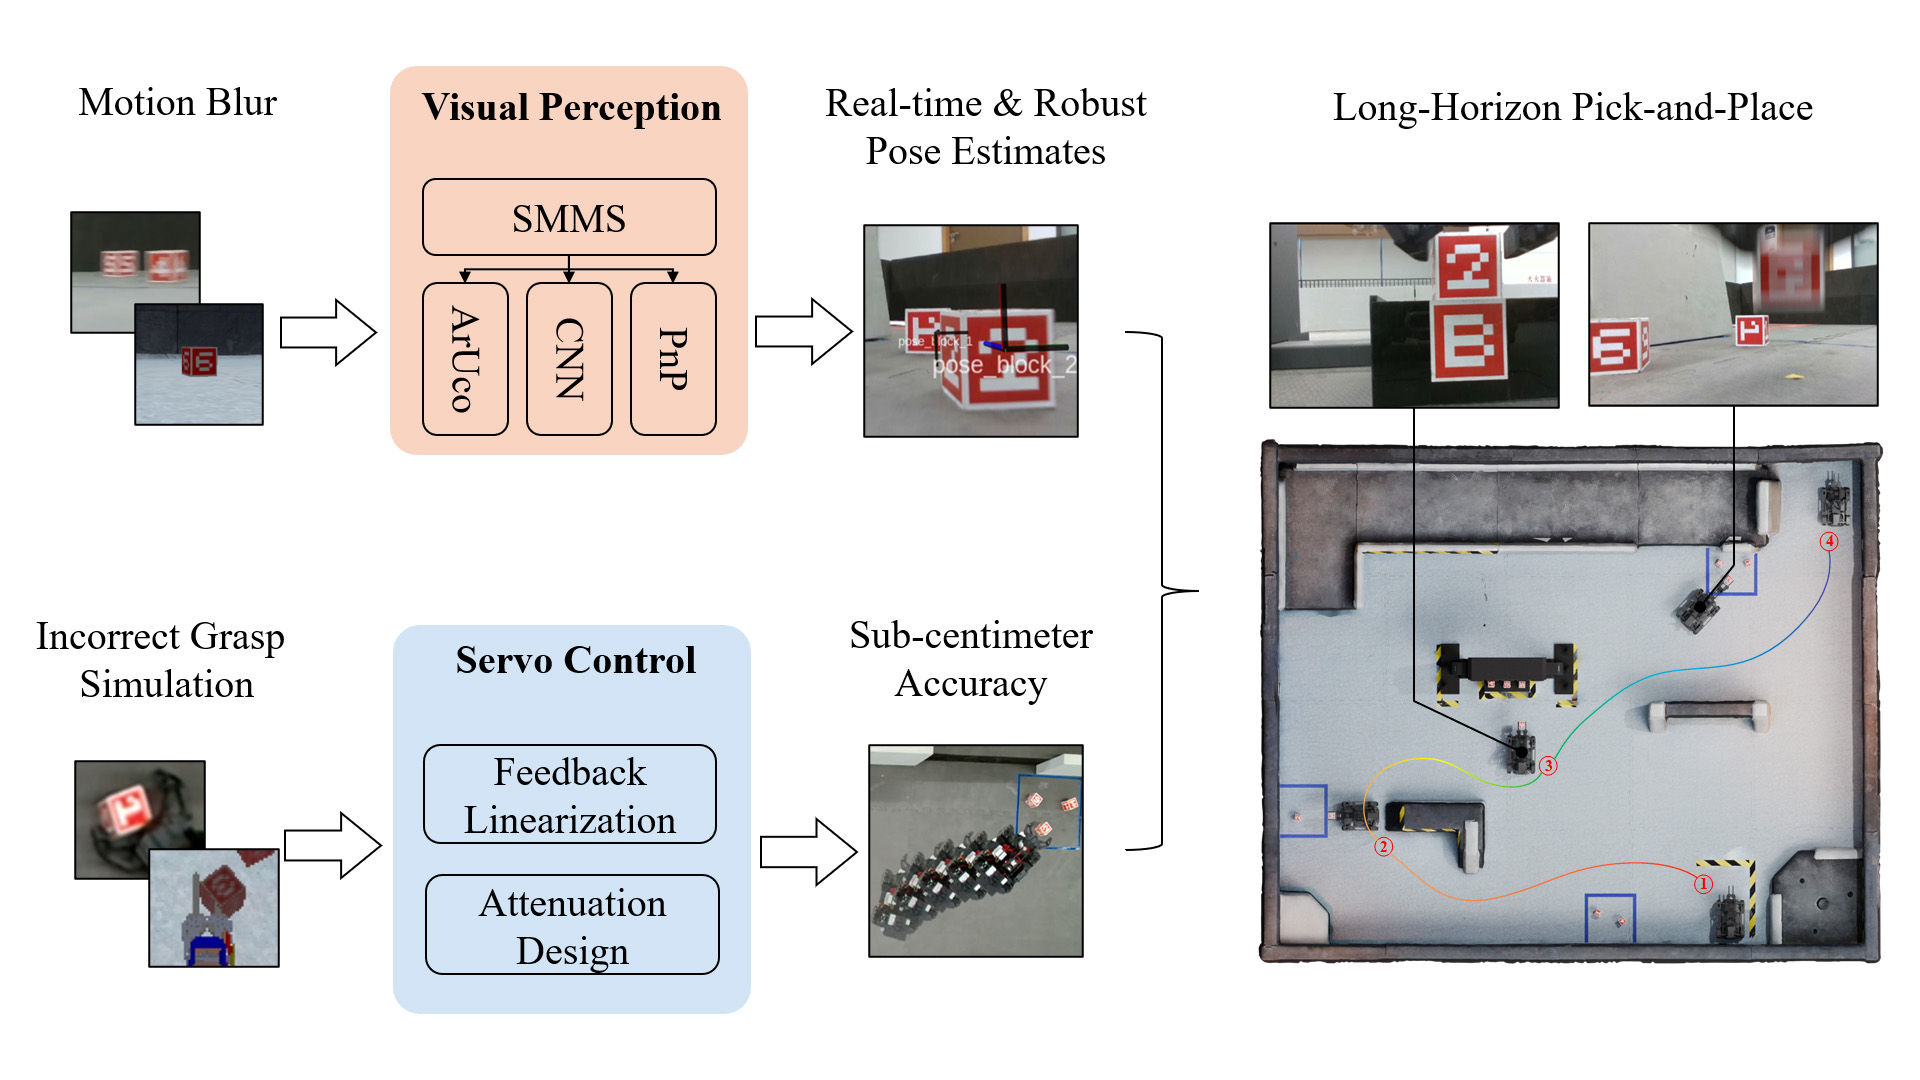 Motion Blur
Visual Perception
SMMS
ArUco
CNN
PnP
Real-time & Robust
Pose Estimates
pose_block_1
pose_block_2
Long-Horizon Pick-and-Place
2
B
Incorrect Grasp
Simulation
Servo Control
Feedback
Linearization
Attenuation
Design
Sub-centimeter
Accuracy
4
3
2
1